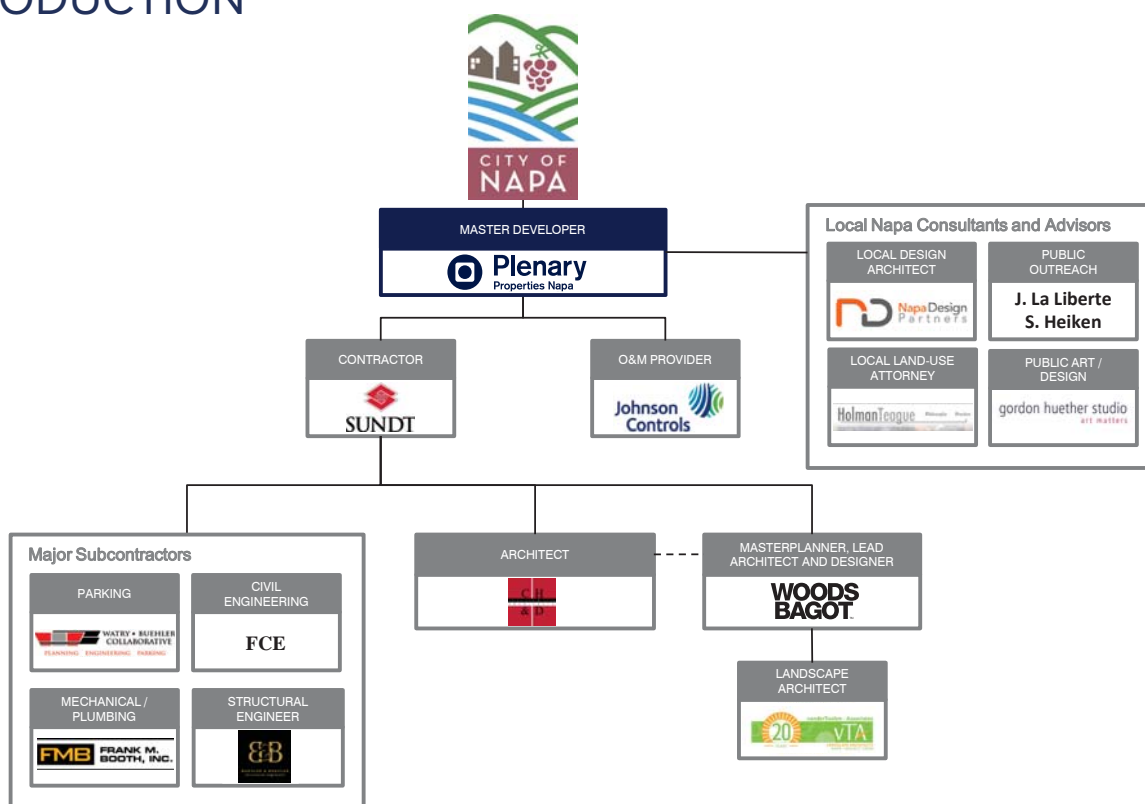 ODUCTION
CITY OF
NAPA
MASTER DEVELOPER
Plenary
Properties Napa
Local Napa Consultants and Advisors
LOCAL DESIGN
ARCHITECT
NapaDesign
Partners
PUBLIC
OUTREACH
J. La Liberte
S. Heiken
LOCAL LAND-USE
ATTORNEY
HolmanTeague
PUBLIC ART /
DESIGN
gordon huether studio
art matters
CONTRACTOR
SUNDT
O&M PROVIDER
Johnson
Controls
Major Subcontractors
PARKING
WATRY • BUEHLER
COLLABORATIVE
PLANNING ENGINEERING PARKING
CIVIL
ENGINEERING
FCE
MECHANICAL /
PLUMBING
FMB FRANK M.
BOOTH, INC.
STRUCTURAL
ENGINEER
B&B
ARCHITECT
C H
& D
MASTERPLANNER, LEAD
ARCHITECT AND DESIGNER
WOODS
BAGOT
LANDSCAPE
ARCHITECT
20
vTA